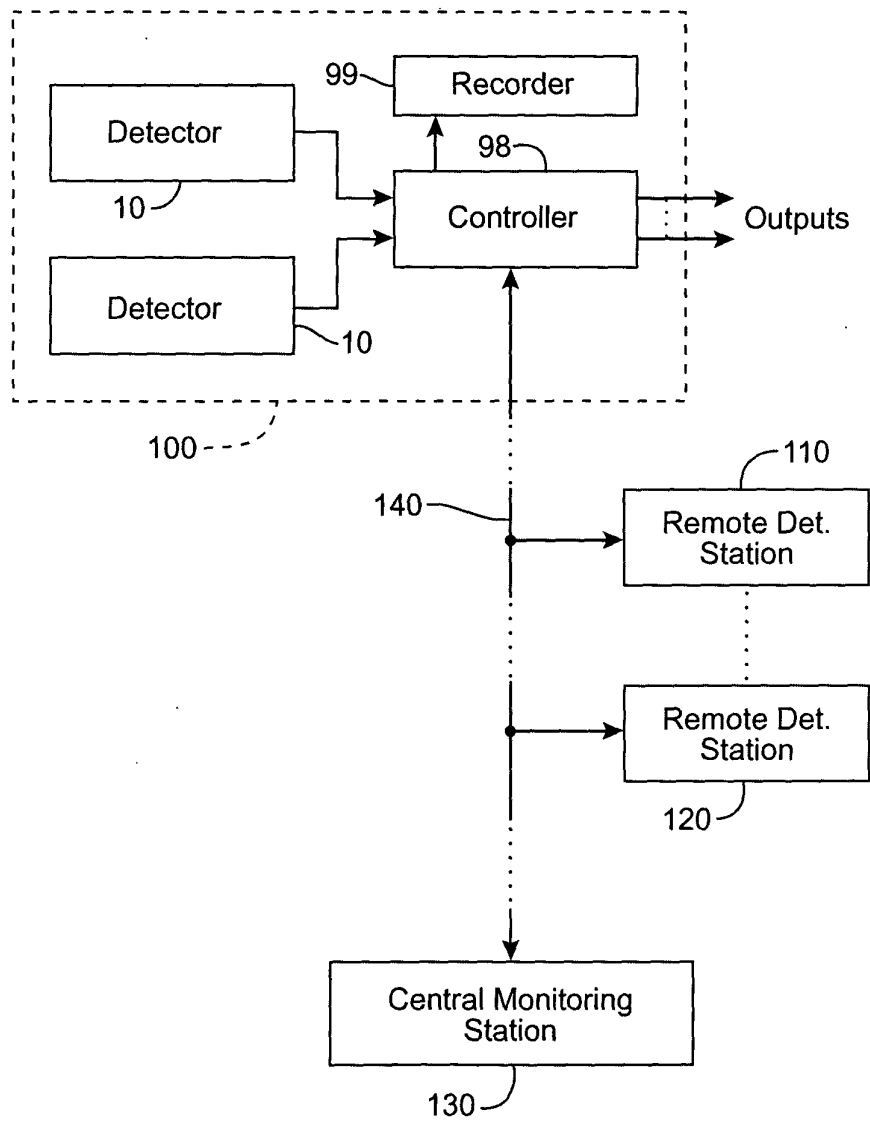 99
Recorder
Detector
10
98
Controller
Outputs
Detector
10
100
110
140
Remote Det.
Station
Remote Det.
Station
120
Central Monitoring
Station
130